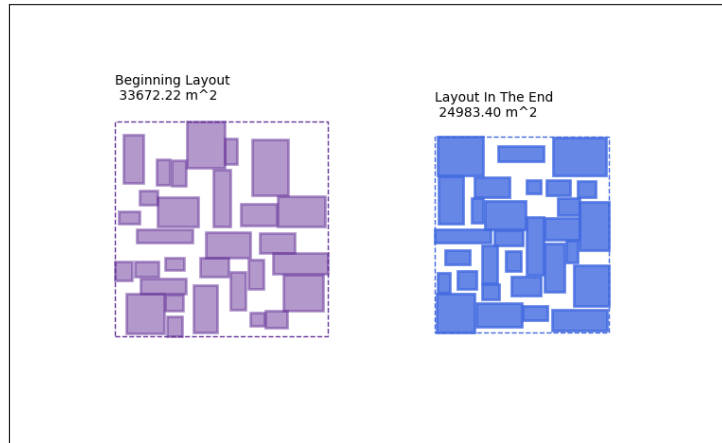 Beginning Layout
33672.22 m^2
Layout In The End
24983.40 m^2